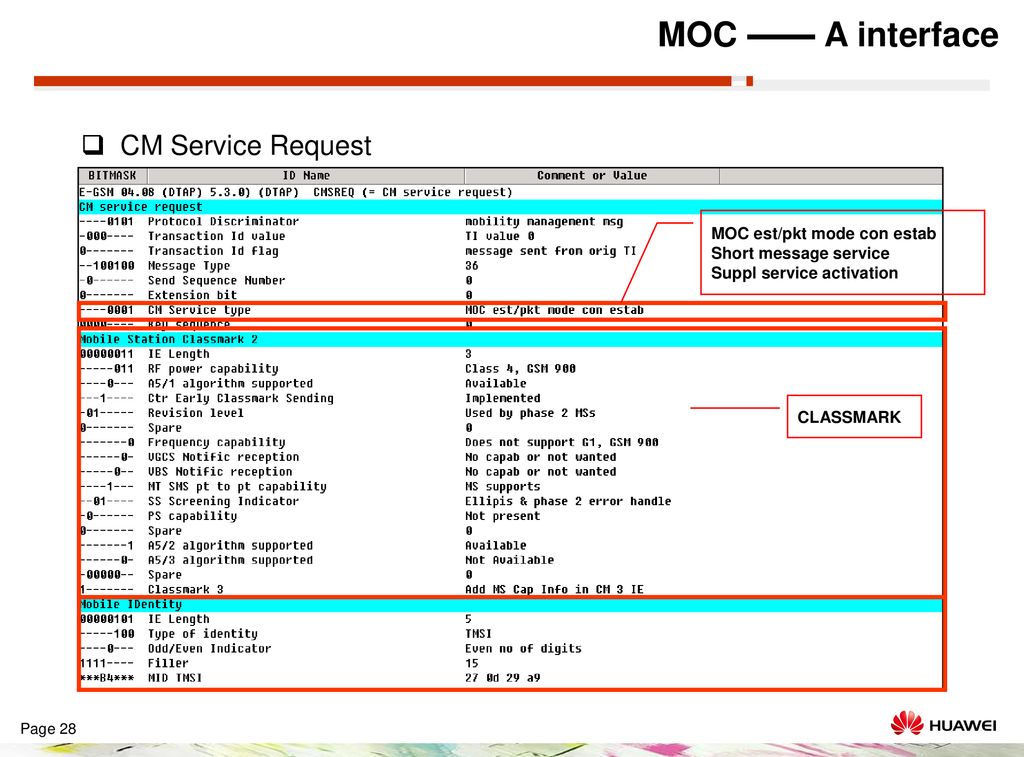 MOC —— A interface
❑ CM Service Request
BITMASK ID Name Comment or Value
E-GSM 04.08 (DTAP) 5.3.0) (DTAP) CMSREQ (= CM service request)
CM service request
----0101 Protocol Discriminator mobility management msg
-000---- Transaction Id value TI value 0
0------- Transaction Id flag message sent from orig TI
--100100 Message Type 36
-0------ Send Sequence Number 0
0------- Extension bit 0
----0001 CM Service type MOC est/pkt mode con estab
0000---- Key sequence 0
MOC est/pkt mode con estab
Short message service
Suppl service activation
Mobile Station Classmark 2
00000011 IE Length 3
-----011 RF power capability Class 4, GSM 900
----0--- A5/1 algorithm supported Available
---1---- Ctr Early Classmark Sending Implemented
-01----- Revision level Used by phase 2 MSs
0------- Spare 0
-------0 Frequency capability Does not support G1, GSM 900
------0- VGCS Notific reception No capab or not wanted
-----0-- VBS Notific reception No capab or not wanted
----1--- MT SMS pt to pt capability MS supports
--01---- SS Screening Indicator Ellipis & phase 2 error handle
-0------ PS capability Not present
0------- Spare 0
-------1 A5/2 algorithm supported Available
------0- A5/3 algorithm supported Not Available
-00000-- Spare 0
1------- Classmark 3 Add MS Cap Info in CM 3 IE
CLASSMARK
Mobile IDentity
00000101 IE Length 5
-----100 Type of identity TMSI
----0--- Odd/Even Indicator Even no of digits
1111---- Filler 15
***B4*** MID TMSI 27 0d 29 a9
Page 28
HUAWEI